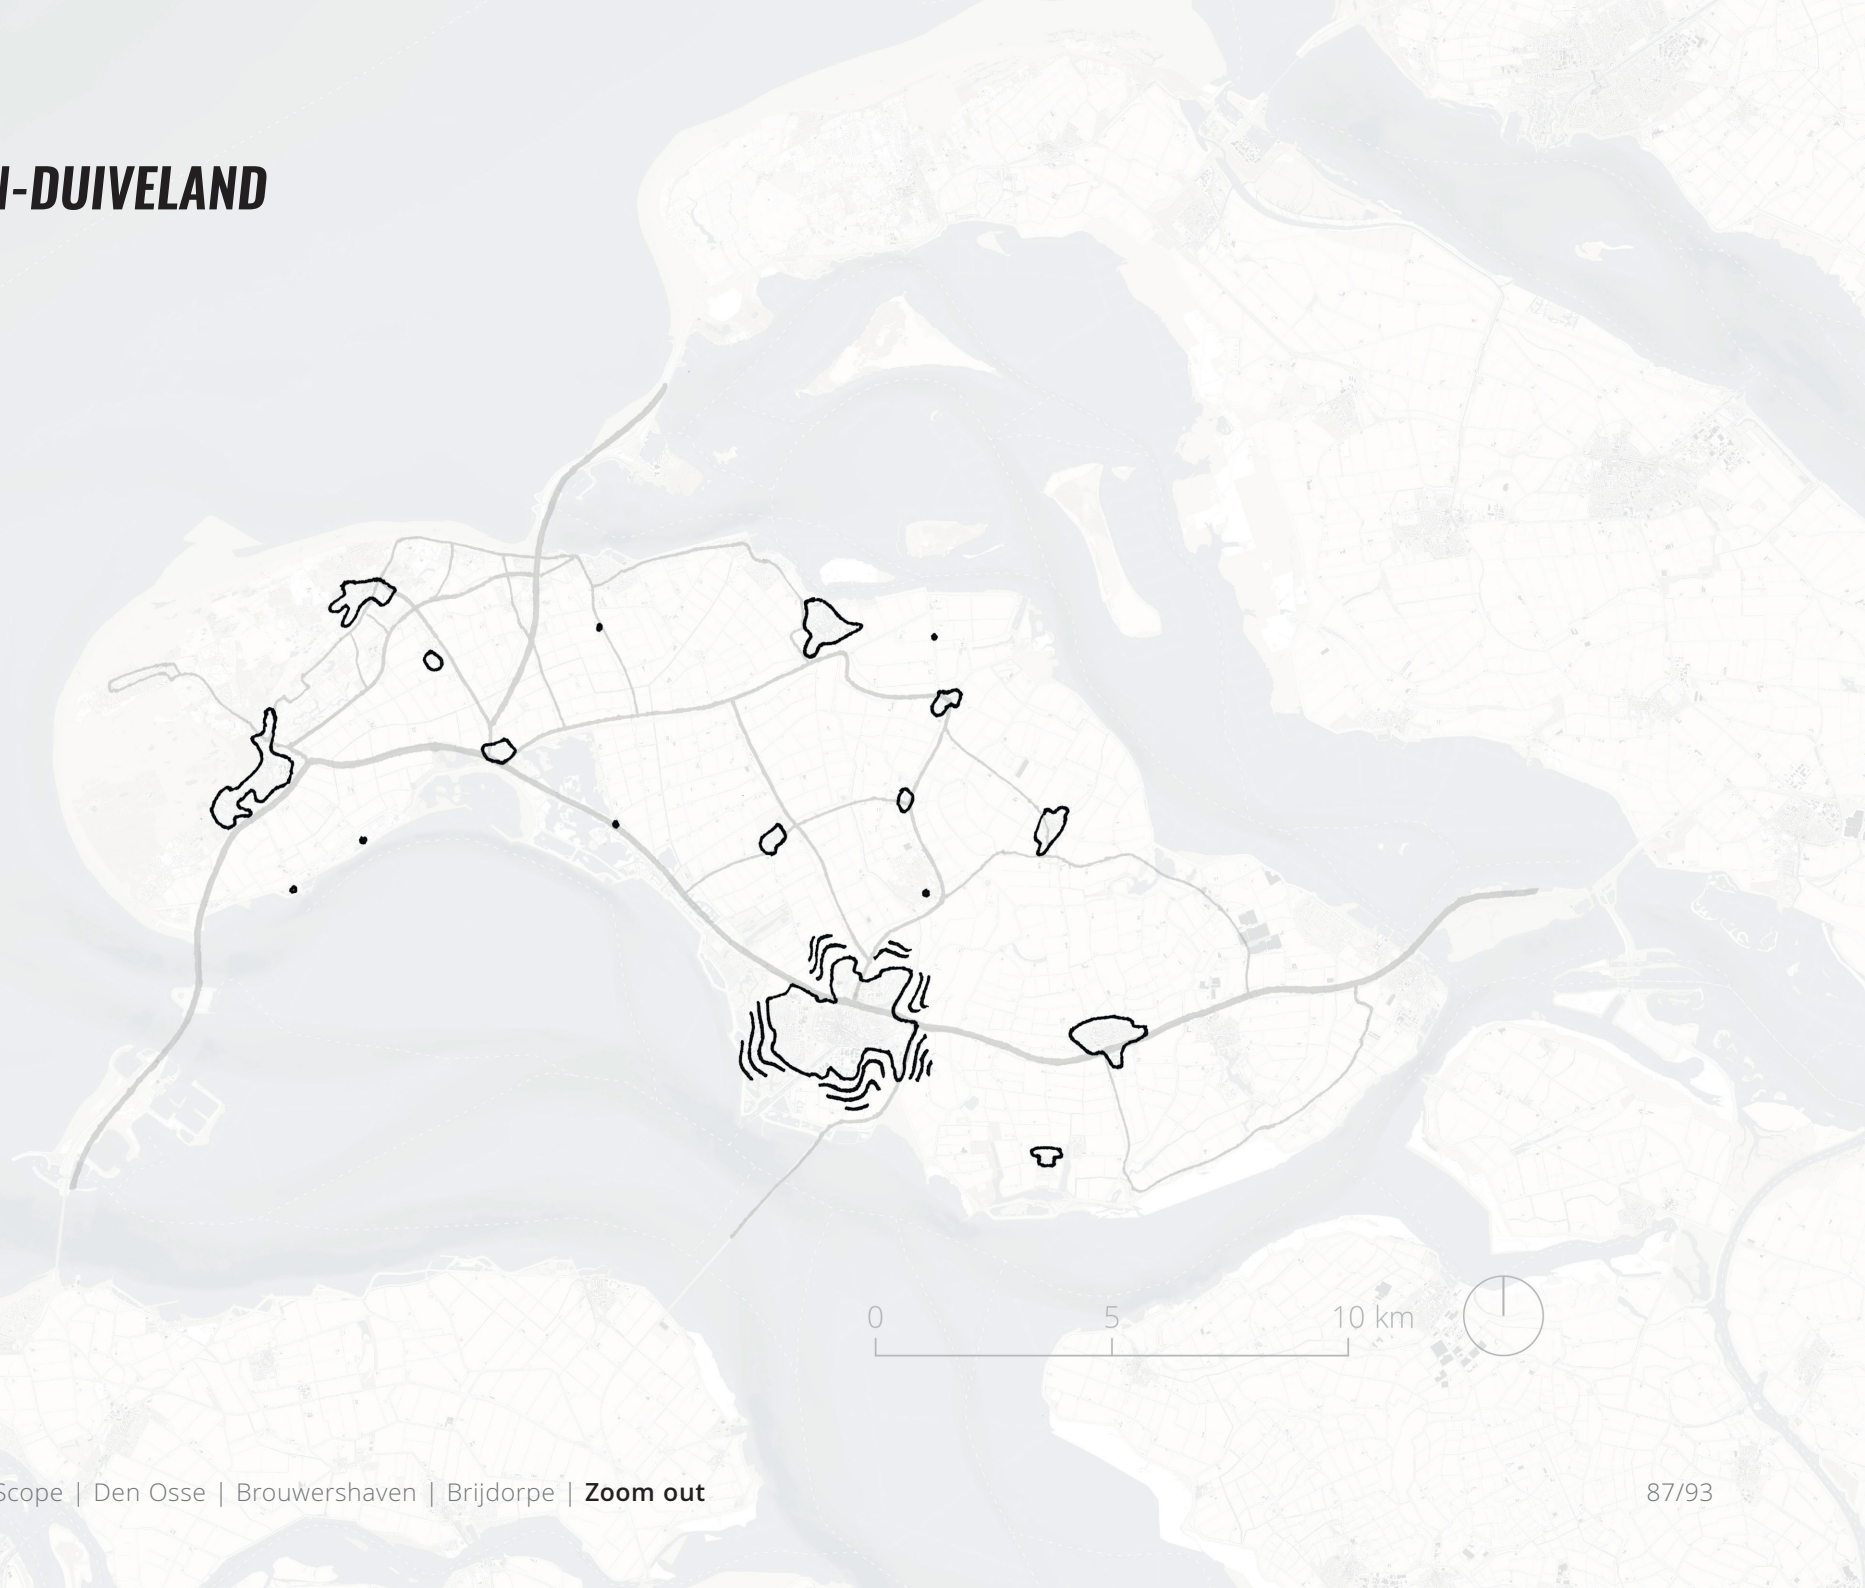 -DUIVELAND
0 5 10 km
Scope | Den Osse | Brouwershaven | Brijdorpe | Zoom out
87/93